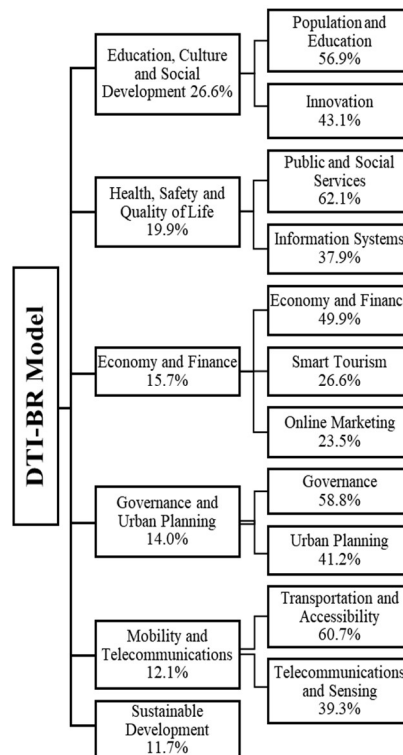 DTI-BR Model
Education, Culture
and Social
Development 26.6%
Population and
Education
56.9%
Innovation
43.1%
Health, Safety and
Quality of Life
19.9%
Public and Social
Services
62.1%
Information Systems
37.9%
Economy and Finance
15.7%
Economy and Financ
49.9%
Smart Tourism
26.6%
Online Marketing
23.5%
Governance and
Urban Planning
14.0%
Governance
58.8%
Urban Planning
41.2%
Mobility and
Telecommunications
12.1%
Transportation and
Accessibility
60.7%
Telecommunications
and Sensing
39.3%
Sustainable
Development
11.7%